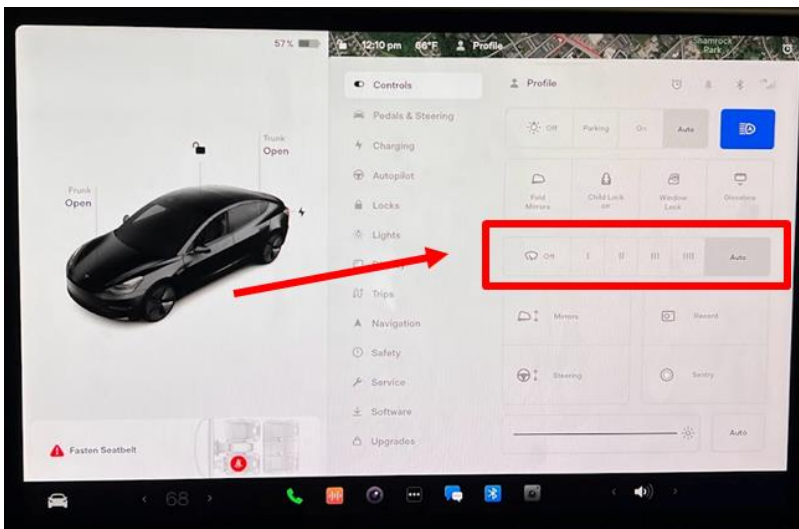 57%
12:10 pm 66°F Profile
Shamrock
Park
Trunk
Open
Frunk
Open
Fasten Seatbelt
Controls
Pedals & Steering
Charging
Autopilot
Locks
Lights
Trips
Navigation
Safety
Service
Software
Upgrades
Profile
Off Parking On Auto
Fold
Mirrors
Child Lock
Off
Window
Lock
Glovebox
Off I II III IIII Auto
Mirrors Record
Steering Sentry
Auto
68